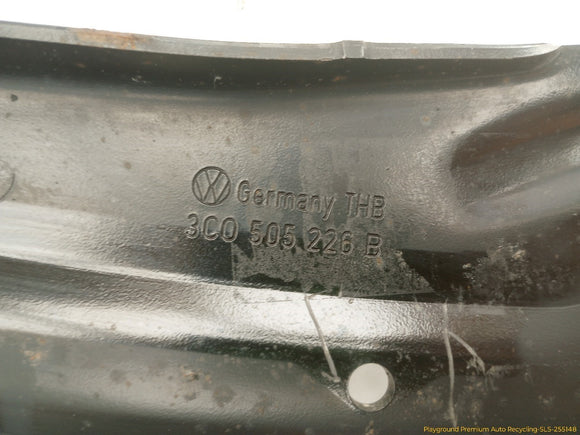 Germany THB
3C0 505 226 B
Playground Premium Auto Recycling-SLS-255148